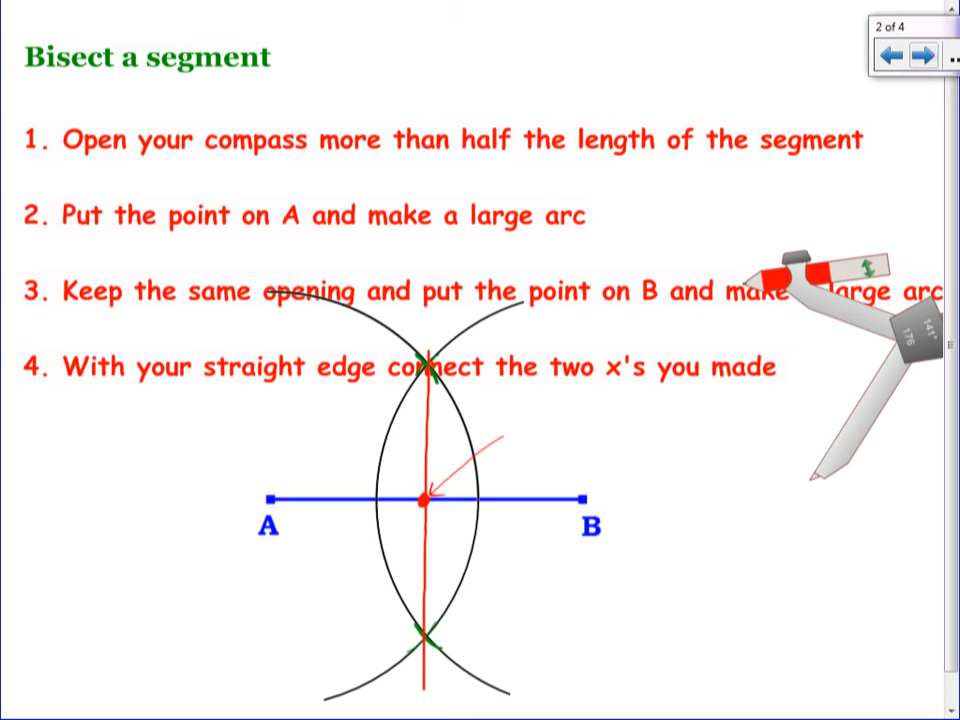 2 of 4
Bisect a segment
1. Open your compass more than half the length of the segment
2. Put the point on A and make a large arc
3. Keep the same opening and put the point on B and make large arc
4. With your straight edge connect the two x's you made
141°
176
A
B